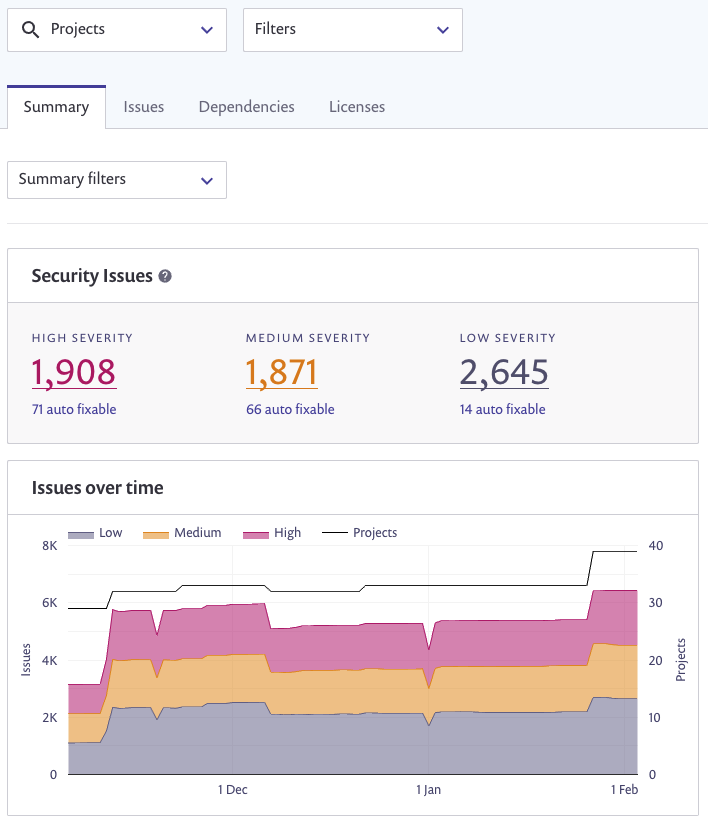 Projects Filters
Summary Issues Dependencies Licenses
Summary filters
Security Issues ?
HIGH SEVERITY MEDIUM SEVERITY LOW SEVERITY
1,908 1,871 2,645
71 auto fixable 66 auto fixable 14 auto fixable
Issues over time
Low Medium High Projects
8K 40
6K 30
4K 20
2K 10
0 0
Issues
Projects
1 Dec 1 Jan 1 Feb